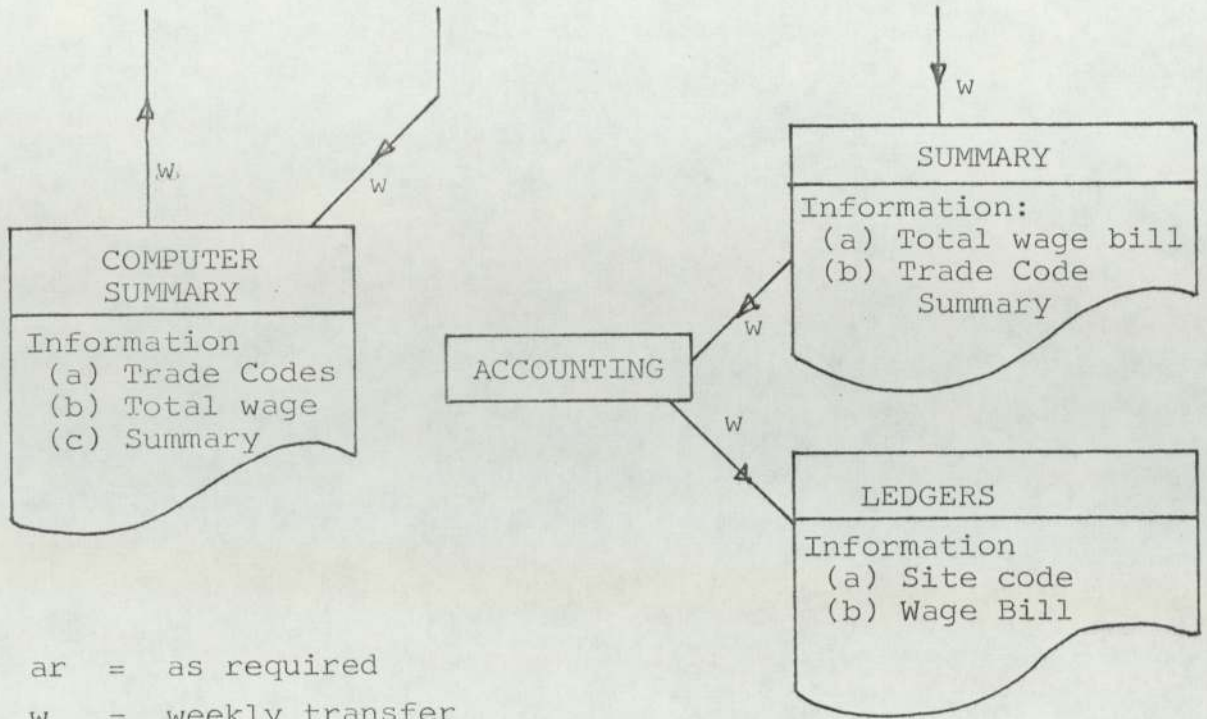 w
w
w
COMPUTER
SUMMARY
Information
(a) Trade Codes
(b) Total wage
(c) Summary
SUMMARY
Information:
(a) Total wage bill
(b) Trade Code
Summary
w
ACCOUNTING
w
LEDGERS
Information
(a) Site code
(b) Wage Bill
ar = as required
w = weekly transfer